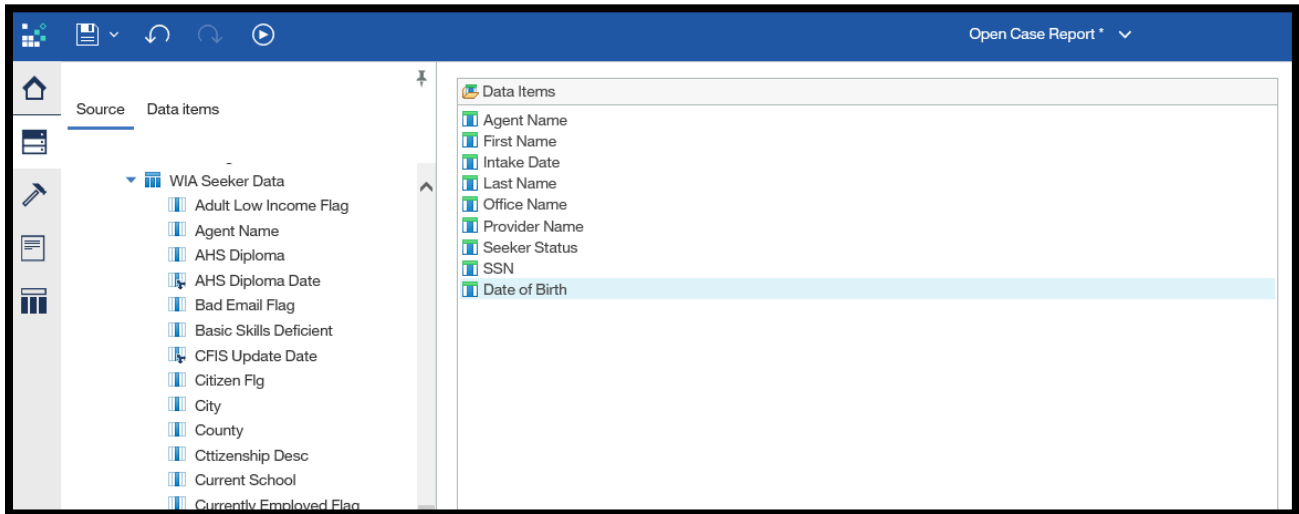 Open Case Report *
Source Data items
WIA Seeker Data
Adult Low Income Flag
Agent Name
AHS Diploma
AHS Diploma Date
Bad Email Flag
Basic Skills Deficient
CFIS Update Date
Citizen Flg
City
County
Cttizenship Desc
Current School
Currently Employed Flag
Data Items
Agent Name
First Name
Intake Date
Last Name
Office Name
Provider Name
Seeker Status
SSN
Date of Birth